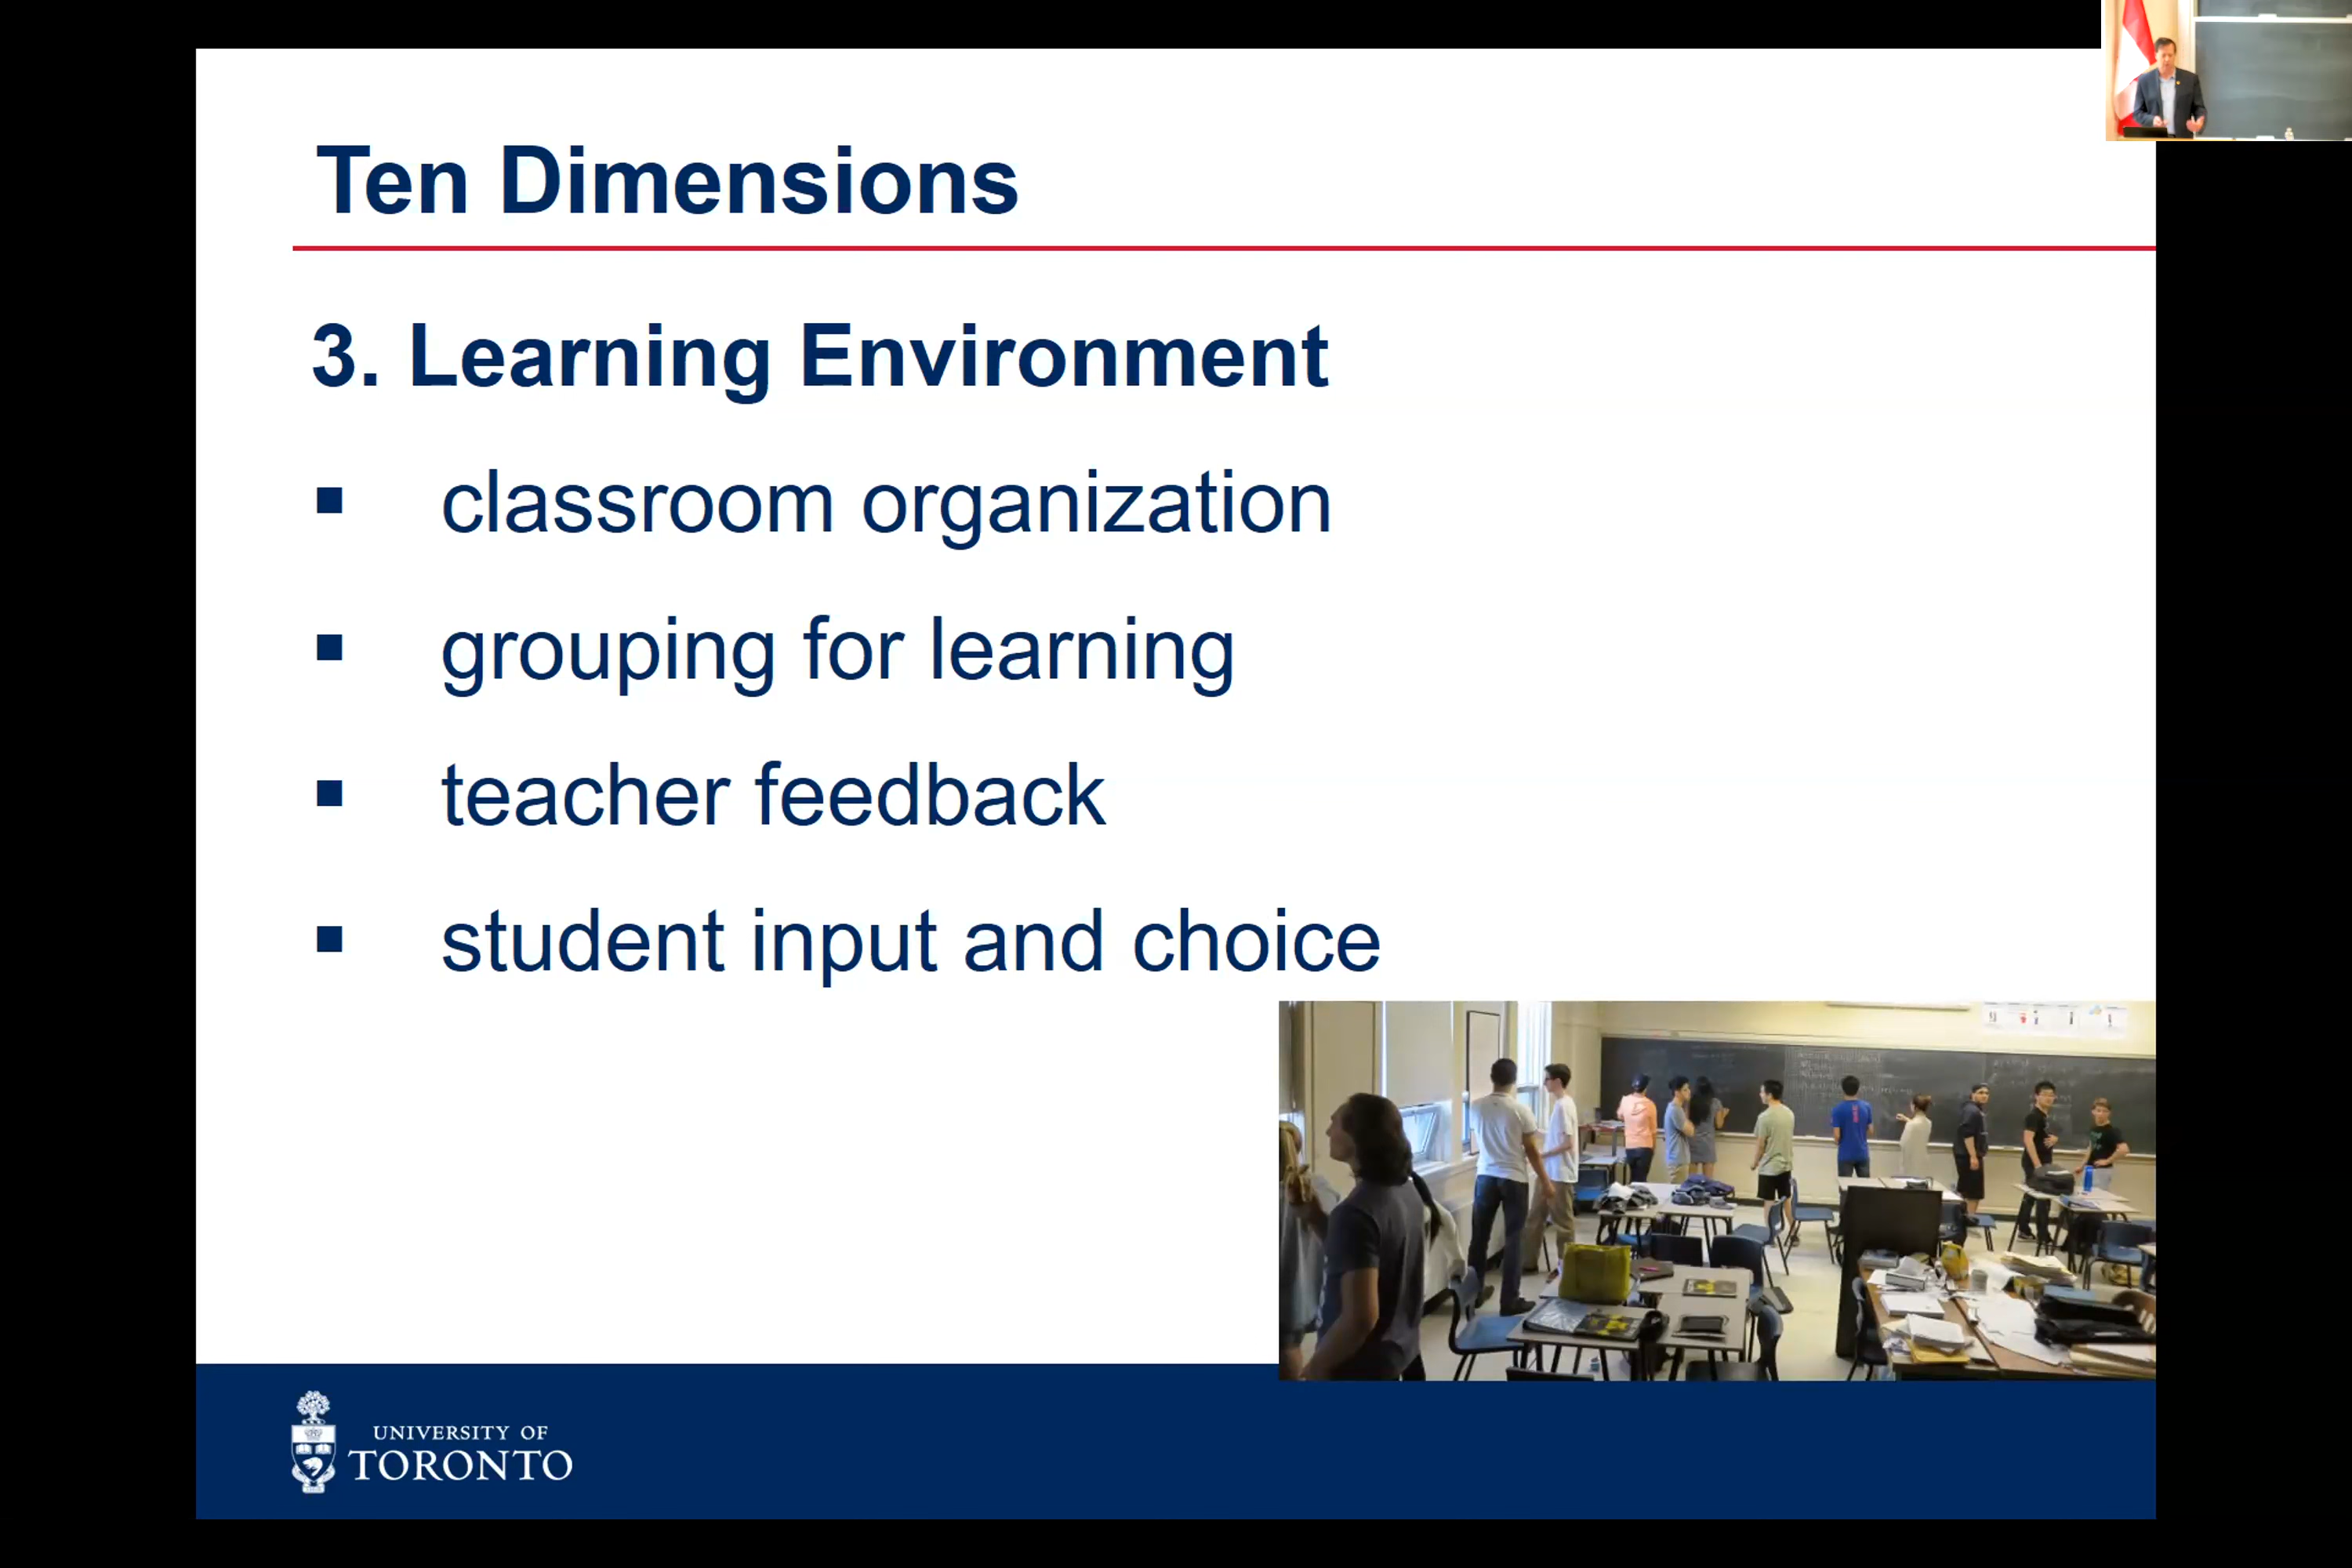 Ten Dimensions
3. Learning Environment
▪ classroom organization
▪ grouping for learning
▪ teacher feedback
▪ student input and choice
UNIVERSITY OF
TORONTO